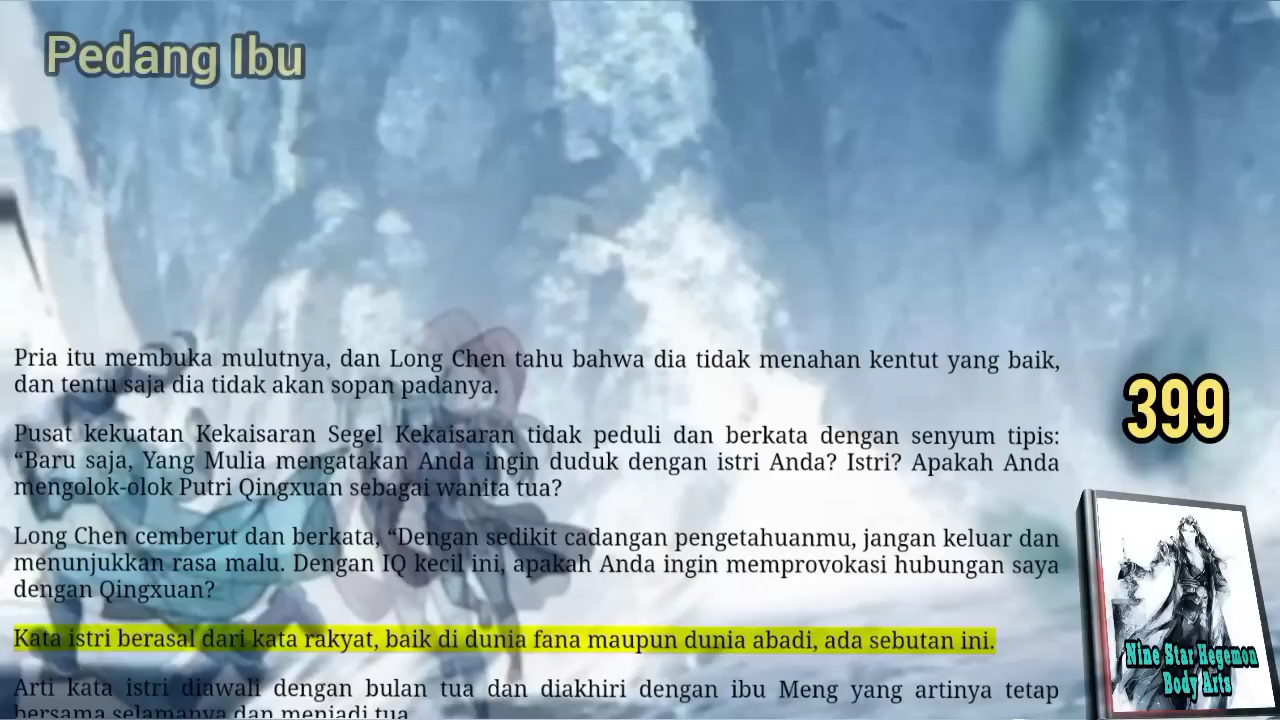 Pedang Ibu
Pria itu membuka mulutnya, dan Long Chen tahu bahwa dia tidak menahan kentut yang baik,
dan tentu saja dia tidak akan sopan padanya.
Pusat kekuatan Kekaisaran Segel Kekaisaran tidak peduli dan berkata dengan senyum tipis:
“Baru saja, Yang Mulia mengatakan Anda ingin duduk dengan istri Anda? Istri? Apakah Anda
mengolok-olok Putri Qingxuan sebagai wanita tua?
Long Chen cemberut dan berkata, “Dengan sedikit cadangan pengetahuanmu, jangan keluar dan
menunjukkan rasa malu. Dengan IQ kecil ini, apakah Anda ingin memprovokasi hubungan saya
dengan Qingxuan?
Kata istri berasal dari kata rakyat, baik di dunia fana maupun dunia abadi, ada sebutan ini.
Arti kata istri diawali dengan bulan tua dan diakhiri dengan ibu Meng yang artinya tetap
bersama selamanya dan menjadi tua
399
Nine Star Hegemon
Body Arts